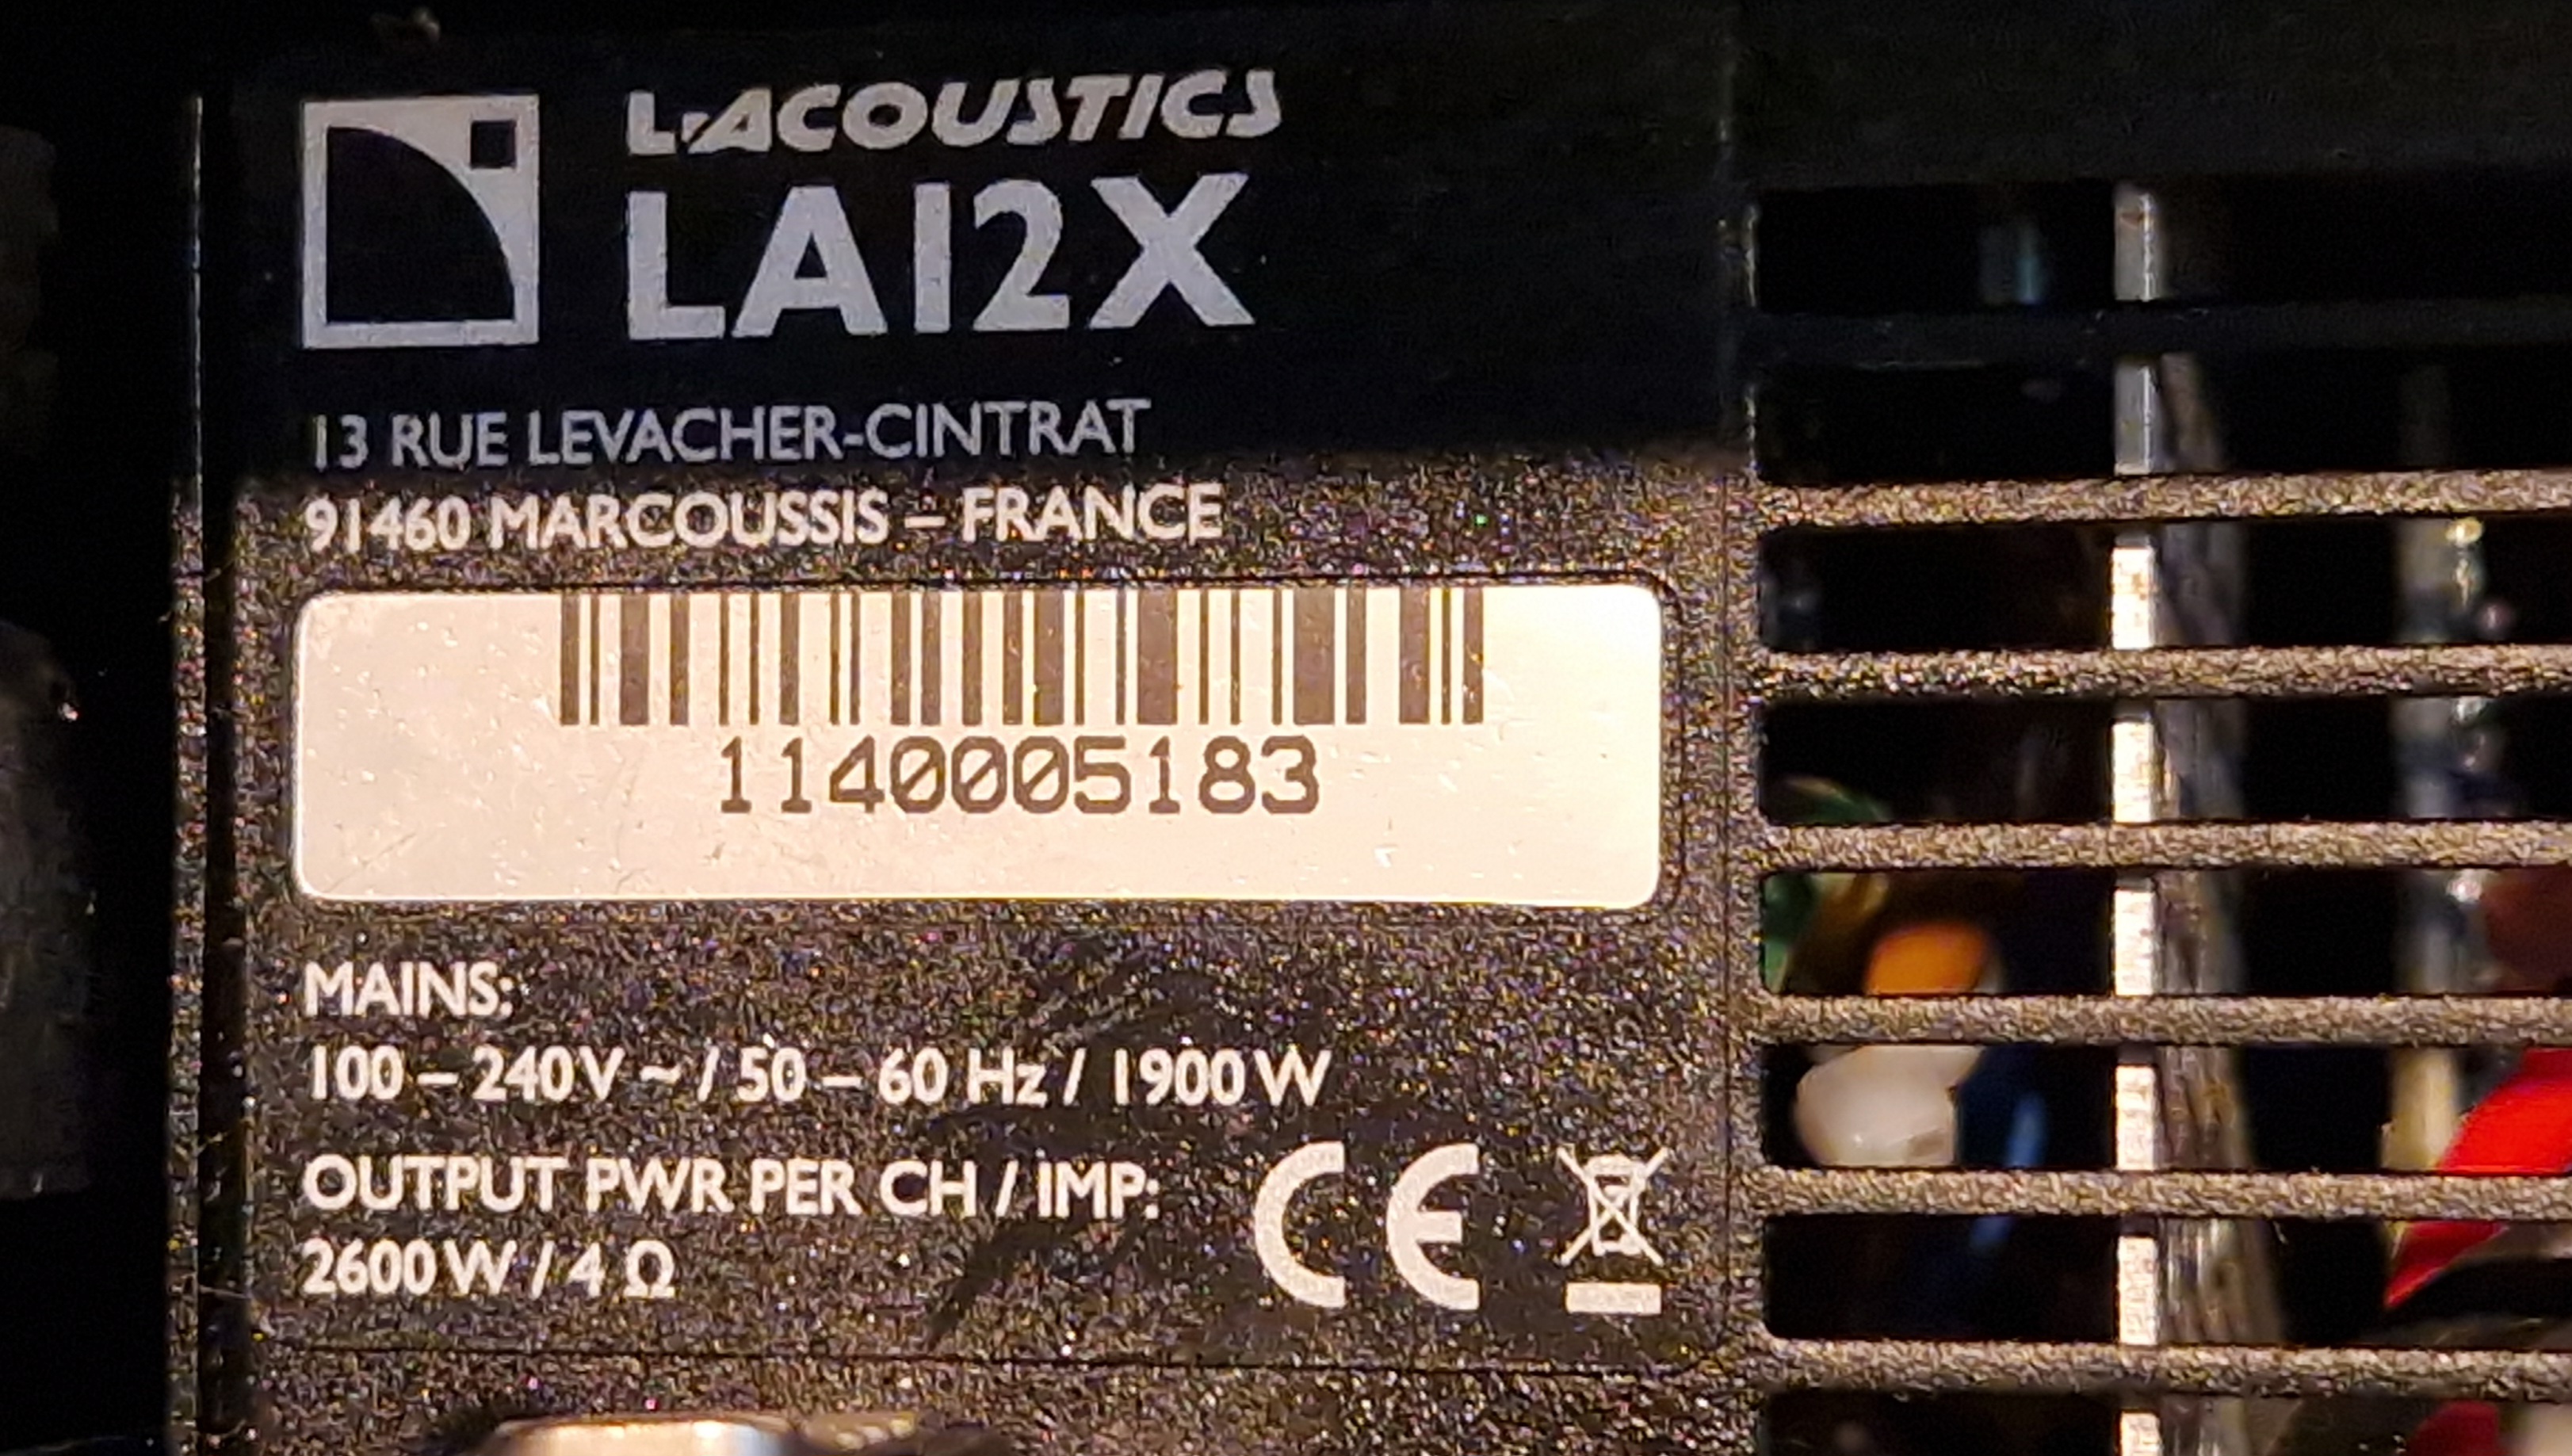 L-ACOUSTICS
LA12X
13 RUE LEVACHER-CINTRAT
91460 MARCOUSSIS – FRANCE
1140005183
MAINS:
100 – 240V ~ / 50 – 60 Hz / 1900 W
OUTPUT PWR PER CH / IMP:
2600 W / 4 Ω
CE